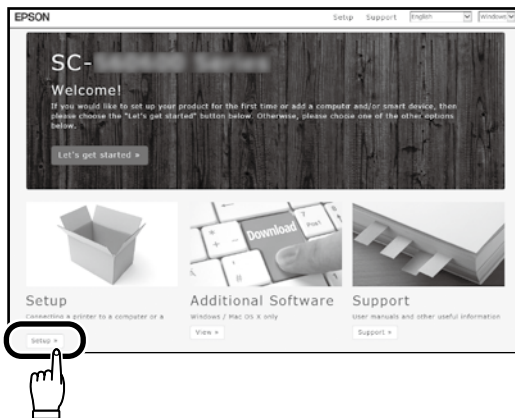 EPSON
Setup Support English Windows
SC-
Welcome!
If you would like to set up your product for the first time or add a computer and/or smart device, then
please choose the "Let's get started" button below. Otherwise, please choose one of the other options
below.
Let's get started »
Download
Setup
Additional Software
Support
Connecting a printer to a computer or a
Windows / Mac OS X only
User manuals and other useful information
Setup »
View »
Support »